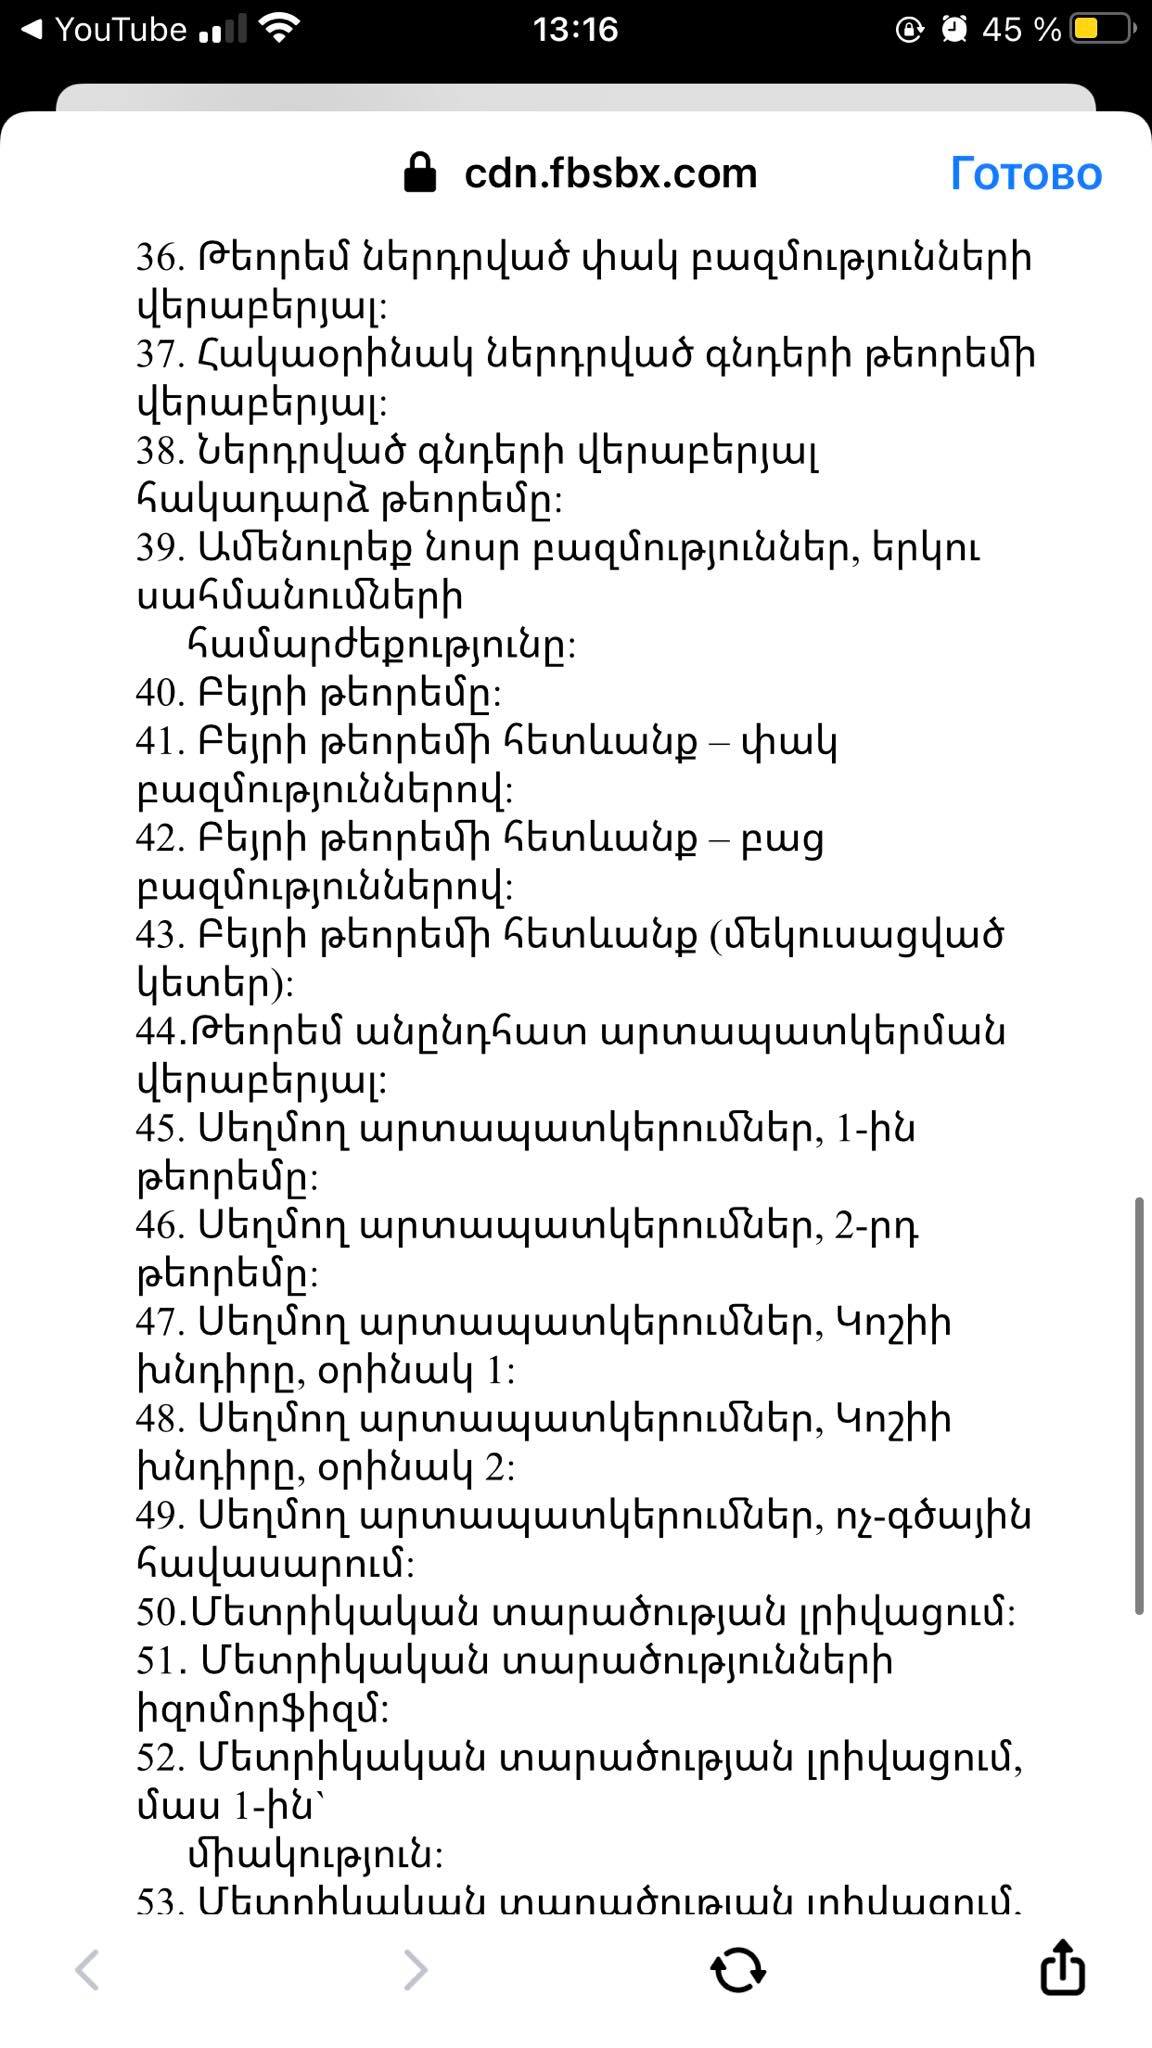 YouTube
13:16
45 %
cdn.fbsbx.com
Готово
36. Թեորեմ ներդրված փակ բազմությունների
վերաբերյալ:
37. Հակաօրինակ ներդրված գնդերի թեորեմի
վերաբերյալ:
38. Ներդրված գնդերի վերաբերյալ
հակադարձ թեորեմը:
39. Ամենուրեք նոսր բազմություններ, երկու
սահմանումների
համարժեքությունը:
40. Բեյրի թեորեմը:
41. Բեյրի թեորեմի հետևանք – փակ
բազմություններով:
42. Բեյրի թեորեմի հետևանք – բաց
բազմություններով:
43. Բեյրի թեորեմի հետևանք (մեկուսացված
կետեր):
44.Թեորեմ անընդհատ արտապատկերման
վերաբերյալ:
45. Սեղմող արտապատկերումներ, 1-ին
թեորեմը:
46. Սեղմող արտապատկերումներ, 2-րդ
թեորեմը:
47. Սեղմող արտապատկերումներ, Կոշիի
խնդիրը, օրինակ 1:
48. Սեղմող արտապատկերումներ, Կոշիի
խնդիրը, օրինակ 2:
49. Սեղմող արտապատկերումներ, ոչ-գծային
հավասարում:
50.Մետրիկական տարածության լրիվացում:
51. Մետրիկական տարածությունների
իզոմորֆիզմ:
52. Մետրիկական տարածության լրիվացում,
մաս 1-ին`
միակություն:
53. Մետրիկական տարածության լրիվացում,